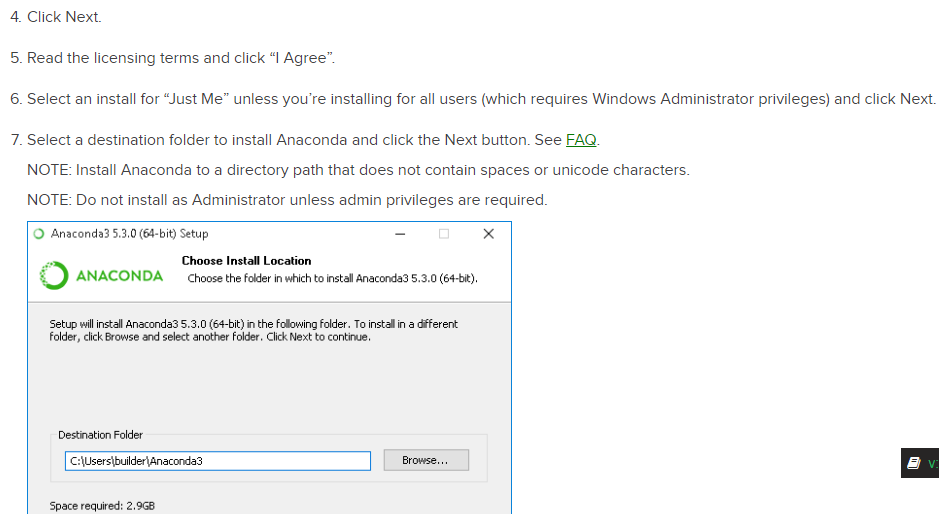 4. Click Next.
5. Read the licensing terms and click “I Agree”.
6. Select an install for “Just Me” unless you’re installing for all users (which requires Windows Administrator privileges) and click Next.
7. Select a destination folder to install Anaconda and click the Next button. See FAQ.
NOTE: Install Anaconda to a directory path that does not contain spaces or unicode characters.
NOTE: Do not install as Administrator unless admin privileges are required.
Anaconda3 5.3.0 (64-bit) Setup
ANACONDA
Choose Install Location
Choose the folder in which to install Anaconda3 5.3.0 (64-bit).
Setup will install Anaconda3 5.3.0 (64-bit) in the following folder. To install in a different
folder, click Browse and select another folder. Click Next to continue.
Destination Folder
C:\Users\builder\Anaconda3
Browse...
Space required: 2.9GB